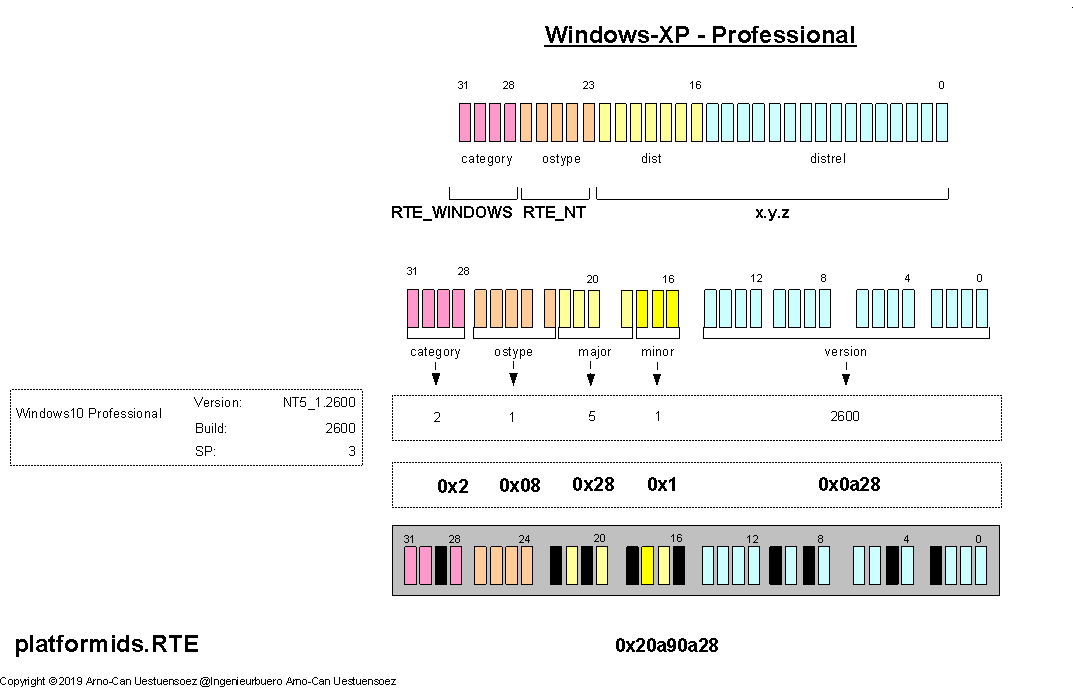 Windows-XP - Professional
31 28 23 16 0
category ostype dist distrel
RTE_WINDOWS RTE_NT x.y.z
31 28 20 16 12 8 4 0
category ostype major minor version
Windows10 Professional
Version: NT5_1.2600
Build: 2600
SP: 3
2 1 5 1 2600
0x2 0x08 0x28 0x1 0x0a28
31 28 24 20 16 12 8 4 0
platformids.RTE
0x20a90a28
Copyright ©2019 Arno-Can Uestuensoez @Ingenieurbuero Arno-Can Uestuensoez